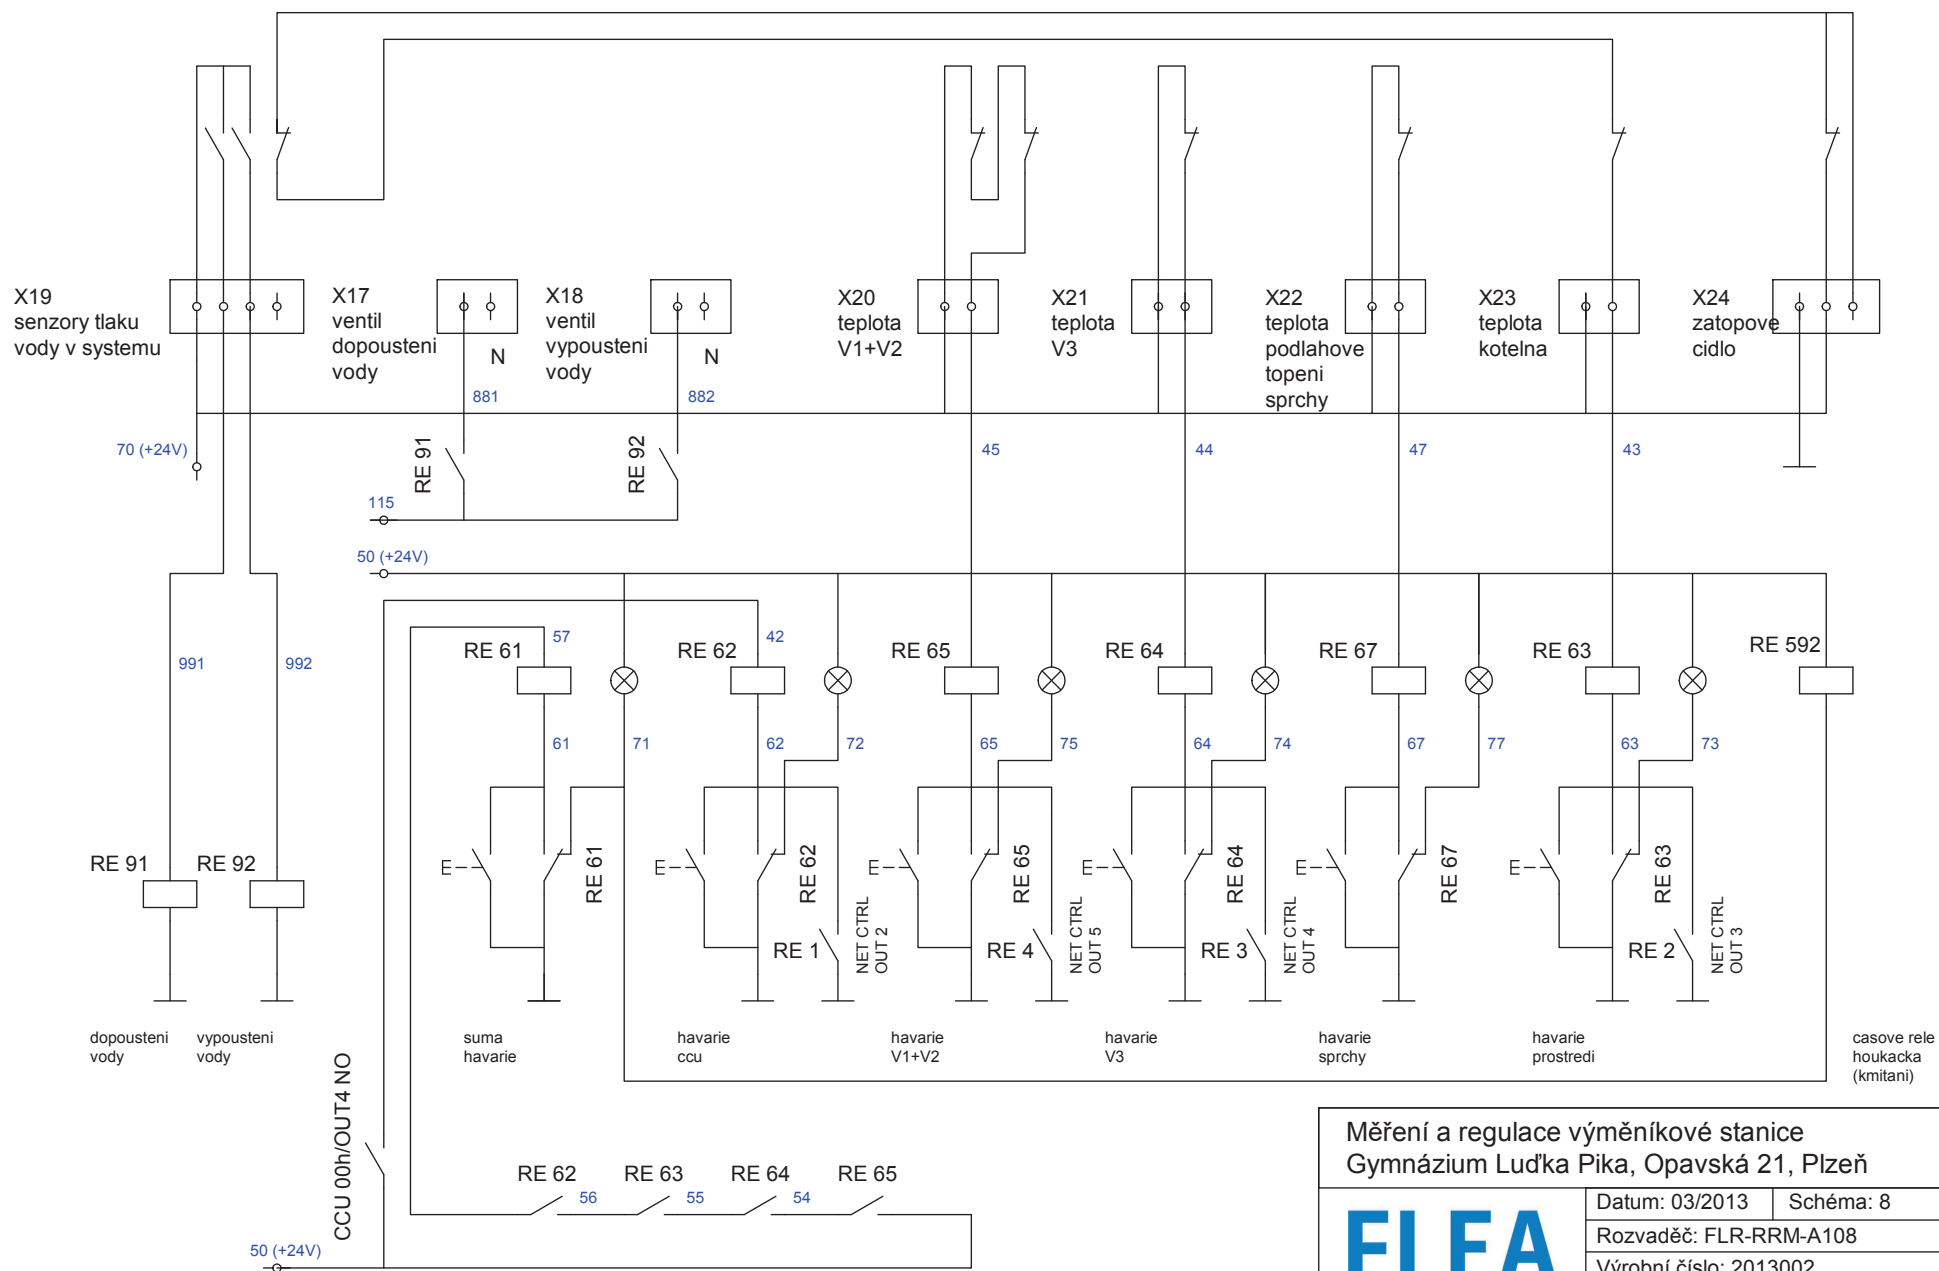 X19
senzory tlaku
vody v systemu
X17
ventil
dopousteni
vody
N
X18
ventil
vypousteni
vody
N
X20
teplota
V1+V2
X21
teplota
V3
X22
teplota
podlahove
topeni
sprchy
X23
teplota
kotelna
X24
zatopove
cidlo
881
882
70 (+24V)
RE 91
RE 92
45
44
47
43
115
50 (+24V)
991
992
RE 61
57
RE 62
42
RE 65
RE 64
RE 67
RE 63
RE 592
61
71
62
72
65
75
64
74
67
77
63
73
RE 91
RE 92
E
RE 61
E
RE 62
E
RE 65
E
RE 64
E
RE 67
E
RE 63
RE 1
NET CTRL
OUT 2
RE 4
NET CTRL
OUT 5
RE 3
NET CTRL
OUT 4
RE 2
NET CTRL
OUT 3
dopousteni
vody
vypousteni
vody
suma
havarie
havarie
ccu
havarie
V1+V2
havarie
V3
havarie
sprchy
havarie
prostredi
casove rele
houkacka
(kmitani)
CCU 00h/OUT4 NO
RE 62
56
RE 63
55
RE 64
54
RE 65
50 (+24V)
Měření a regulace výměníkové stanice
Gymnázium Luďka Pika, Opavská 21, Plzeň
Datum: 03/2013
Schéma: 8
Rozvaděč: FLR-RRM-A108
Výrobní číslo: 2013002